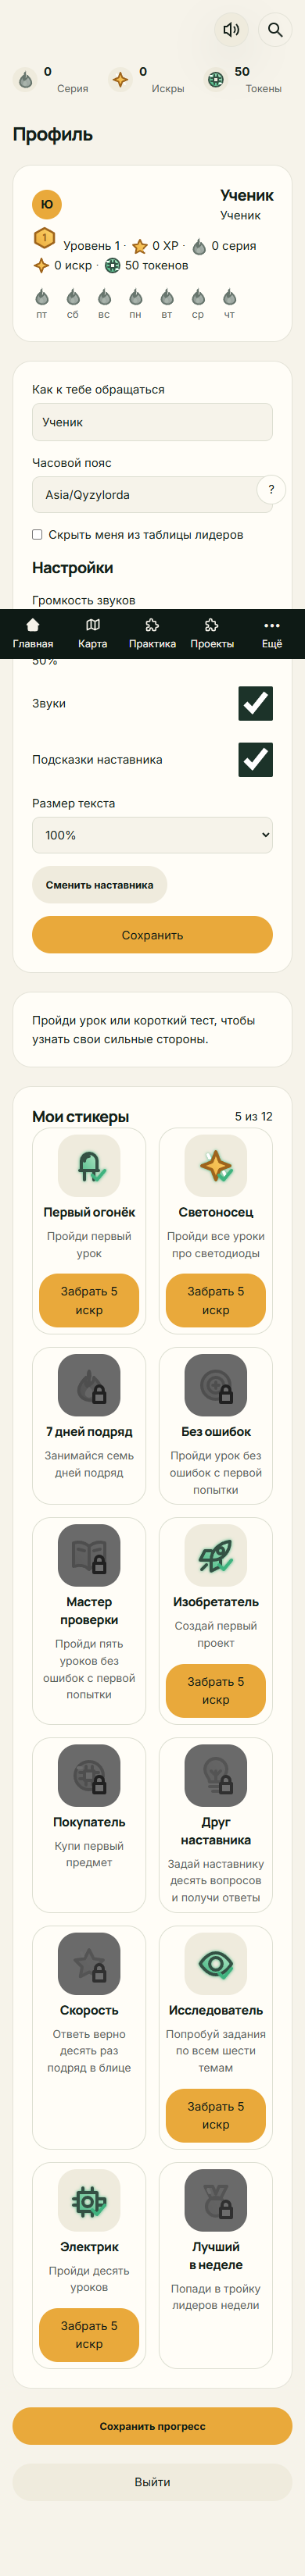 0
Серия
0
Искры
50
Токены
Профиль
Ю
Ученик
Ученик
1
Уровень 1 · 0 XP · 0 серия
0 искр · 50 токенов
пт сб вс пн вт ср чт
Как к тебе обращаться
Ученик
Часовой пояс
Asia/Qyzylorda
?
Скрыть меня из таблицы лидеров
Настройки
Громкость звуков
Главная Карта Практика Проекты Ещё
50%
Звуки
Подсказки наставника
Размер текста
100%
Сменить наставника
Сохранить
Пройди урок или короткий тест, чтобы
узнать свои сильные стороны.
Мои стикеры
5 из 12
Первый огонёк
Пройди первый
урок
Забрать 5
искр
Светоносец
Пройди все уроки
про светодиоды
Забрать 5
искр
7 дней подряд
Занимайся семь
дней подряд
Без ошибок
Пройди урок без
ошибок с первой
попытки
Мастер
проверки
Пройди пять
уроков без
ошибок с первой
попытки
Изобретатель
Создай первый
проект
Забрать 5
искр
Покупатель
Купи первый
предмет
Друг
наставника
Задай наставнику
десять вопросов
и получи ответы
Скорость
Ответь верно
десять раз
подряд в блице
Исследователь
Попробуй задания
по всем шести
темам
Забрать 5
искр
Электрик
Пройди десять
уроков
Забрать 5
искр
Лучший
в неделе
Попади в тройку
лидеров недели
Сохранить прогресс
Выйти